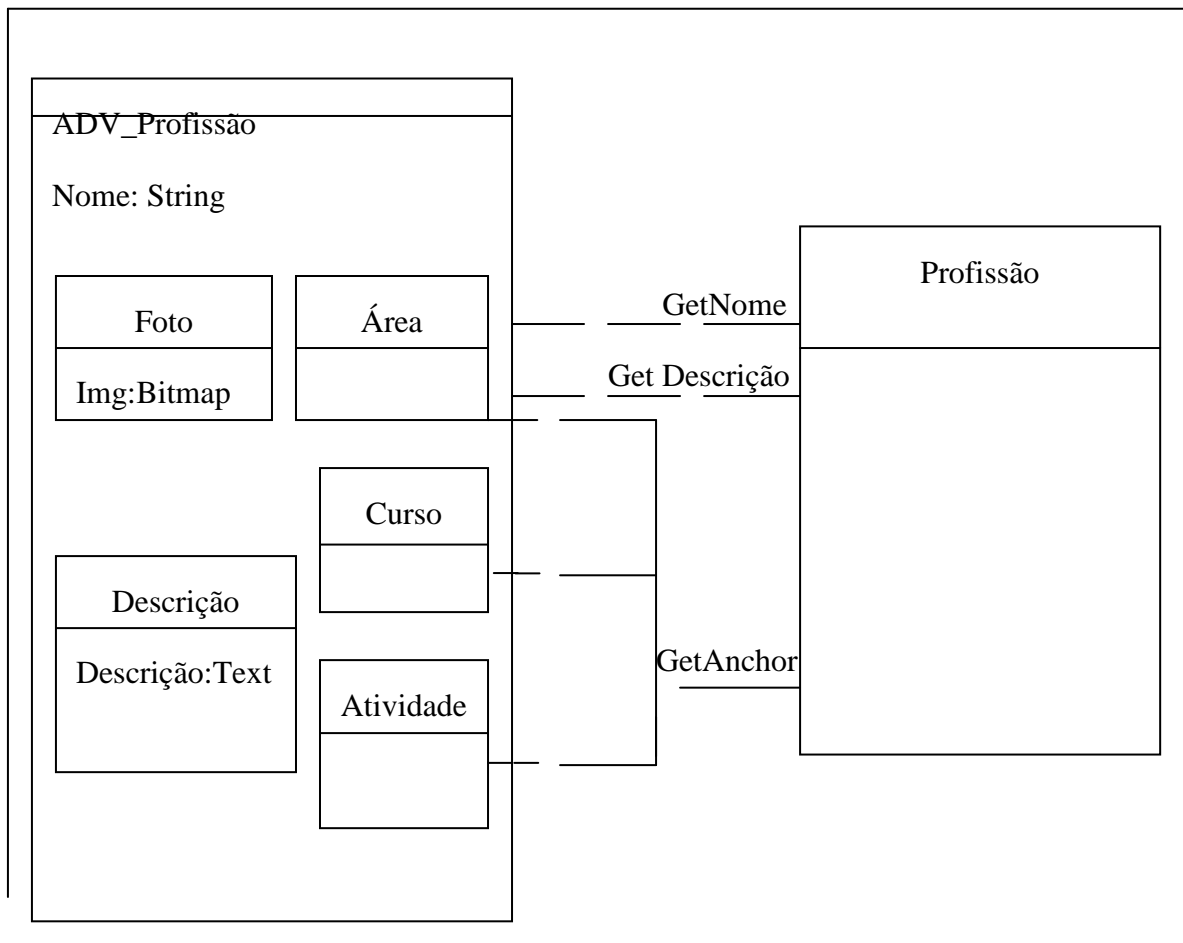 ADV_Profissão
Nome: String
Foto
Img:Bitmap
Área
Curso
Descrição
Descrição:Text
Atividade
GetNome
Get Descrição
GetAnchor
Profissão